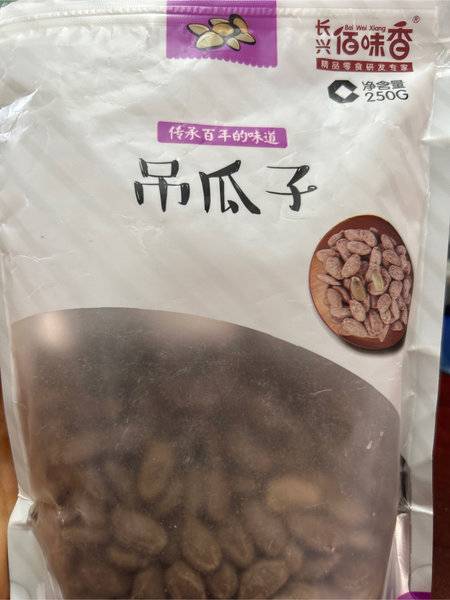 Bai Wei Xiang
长兴 佰味香®
精品零食研发专家
净含量
250G
传承百年的味道
吊瓜子